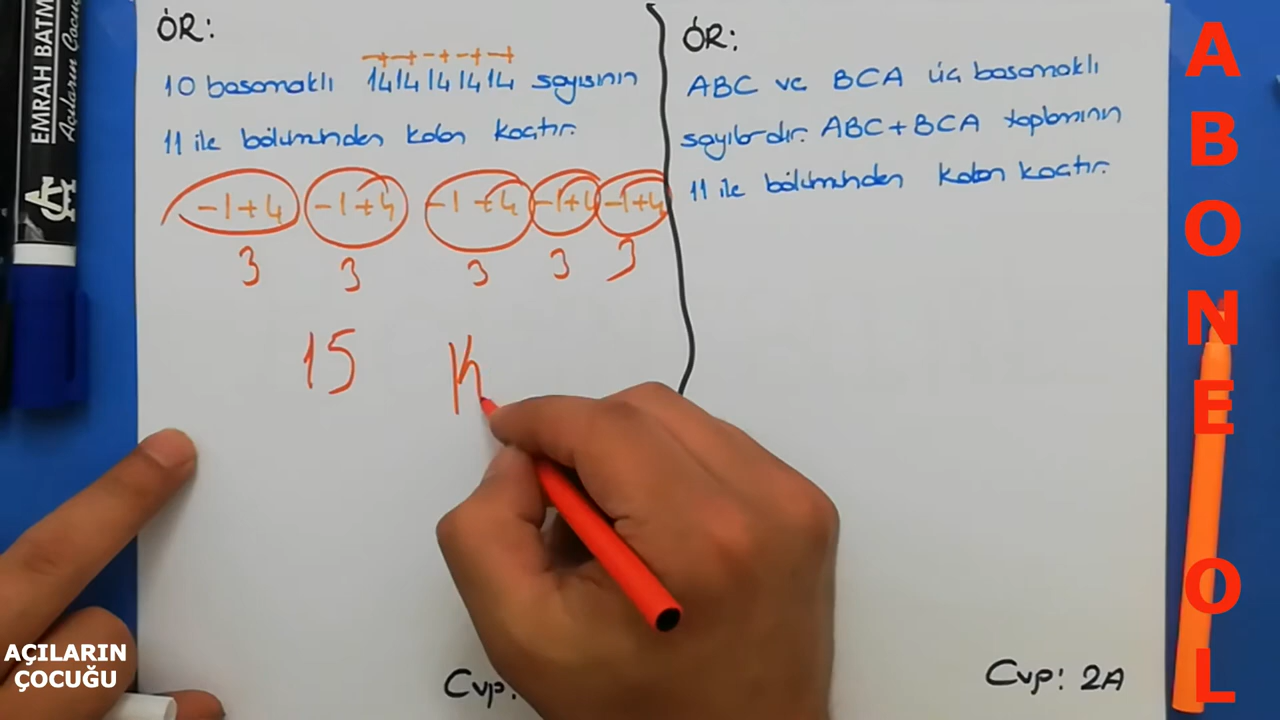 ÖR:
10 basamaklı 1414141414 sayısının
11 ile bölümünden kalan kaçtır.
-1+4 -1+4 -1+4 -1+4 -1+4
3 3 3 3 3
15 K
Cvp:
ÖR:
ABC ve BCA üç basamaklı
sayılardır. ABC+BCA toplamının
11 ile bölümünden kalan kaçtır.
Cvp: 2A
EMRAH BATM
Açıların Çocuğu
AÇILARIN
ÇOCUĞU
ABONE OL